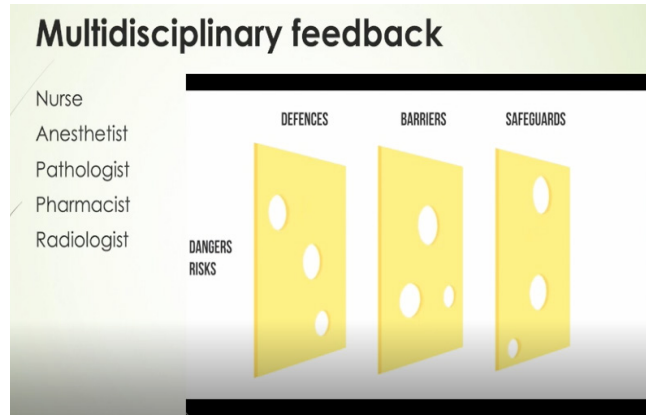 Multidisciplinary feedback
Nurse
Anesthetist
Pathologist
Pharmacist
Radiologist
DEFENCES
BARRIERS
SAFEGUARDS
DANGERS
RISKS